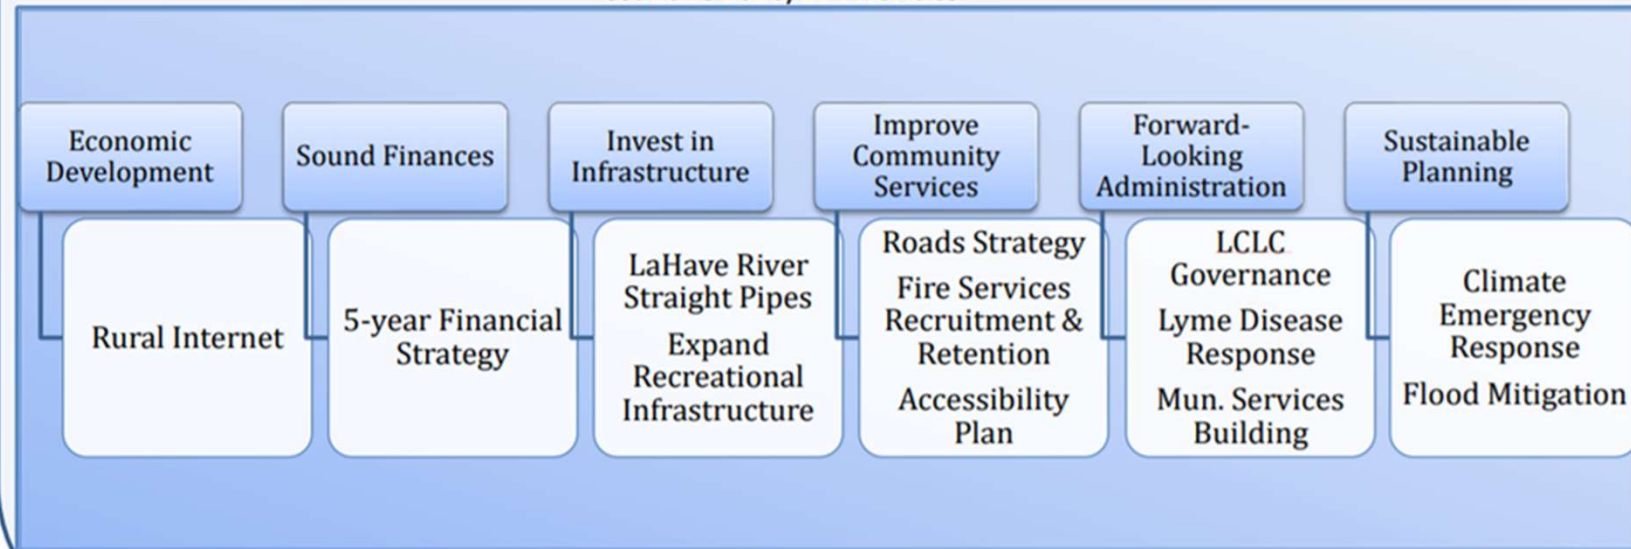 Economic
Development
Rural Internet
Sound Finances
5-year Financial
Strategy
Invest in
Infrastructure
LaHave River
Straight Pipes
Expand
Recreational
Infrastructure
Improve
Community
Services
Roads Strategy
Fire Services
Recruitment &
Retention
Accessibility
Plan
Forward-
Looking
Administration
LCLC
Governance
Lyme Disease
Response
Mun. Services
Building
Sustainable
Planning
Climate
Emergency
Response
Flood Mitigation